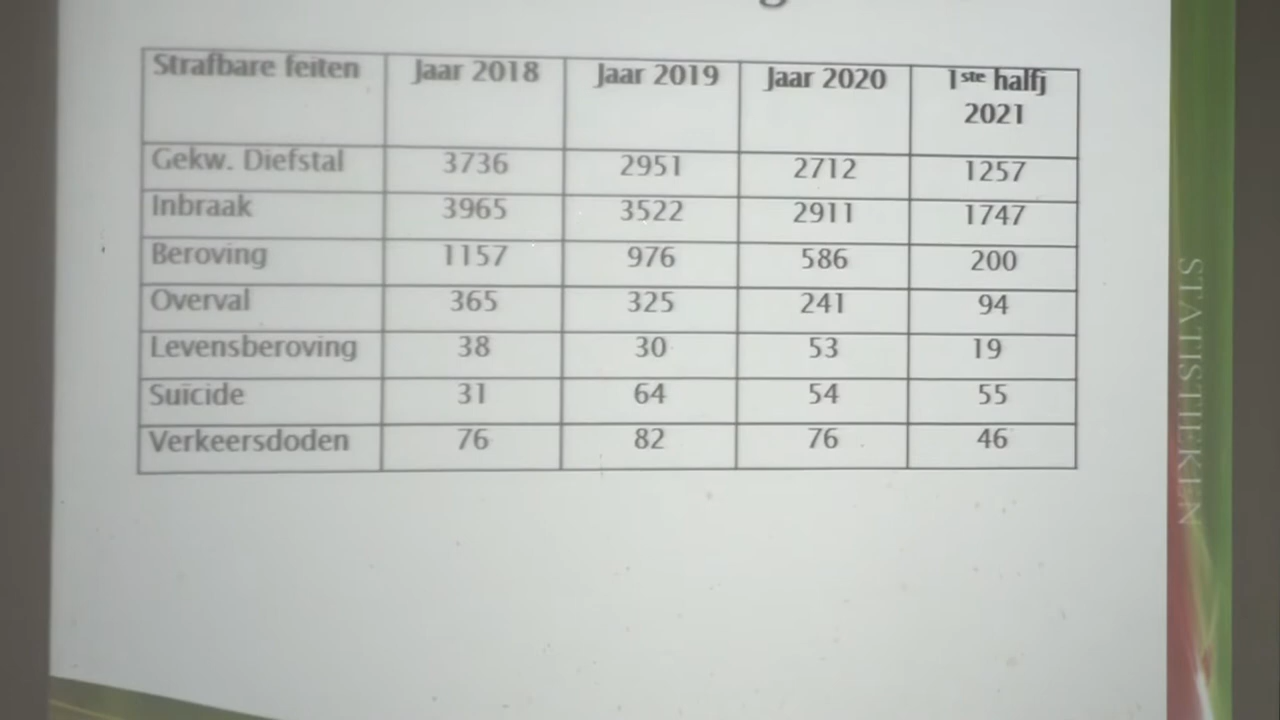 Strafbare feiten Jaar 2018 Jaar 2019 Jaar 2020 1ste halfj
2021
Gekw. Diefstal 3736 2951 2712 1257
Inbraak 3965 3522 2911 1747
Beroving 1157 976 586 200
Overval 365 325 241 94
Levensberoving 38 30 53 19
Suïcide 31 64 54 55
Verkeersdoden 76 82 76 46
STATISTIEKEN